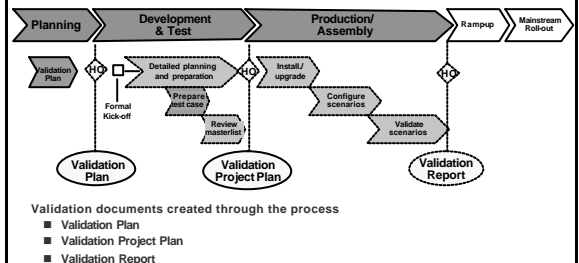 Planning
Development
& Test
Production/
Assembly
Ramp-up
Mainstream
Roll-out
Validation
Plan
HO
Formal
Kick-off
Detailed planning
and preparation
Prepare
test case
Review
masterlist
HO
Install./
upgrade
Configure
scenarios
Validate
scenarios
HO
Validation
Plan
Validation
Project Plan
Validation
Report
Validation documents created through the process
■ Validation Plan
■ Validation Project Plan
■ Validation Report